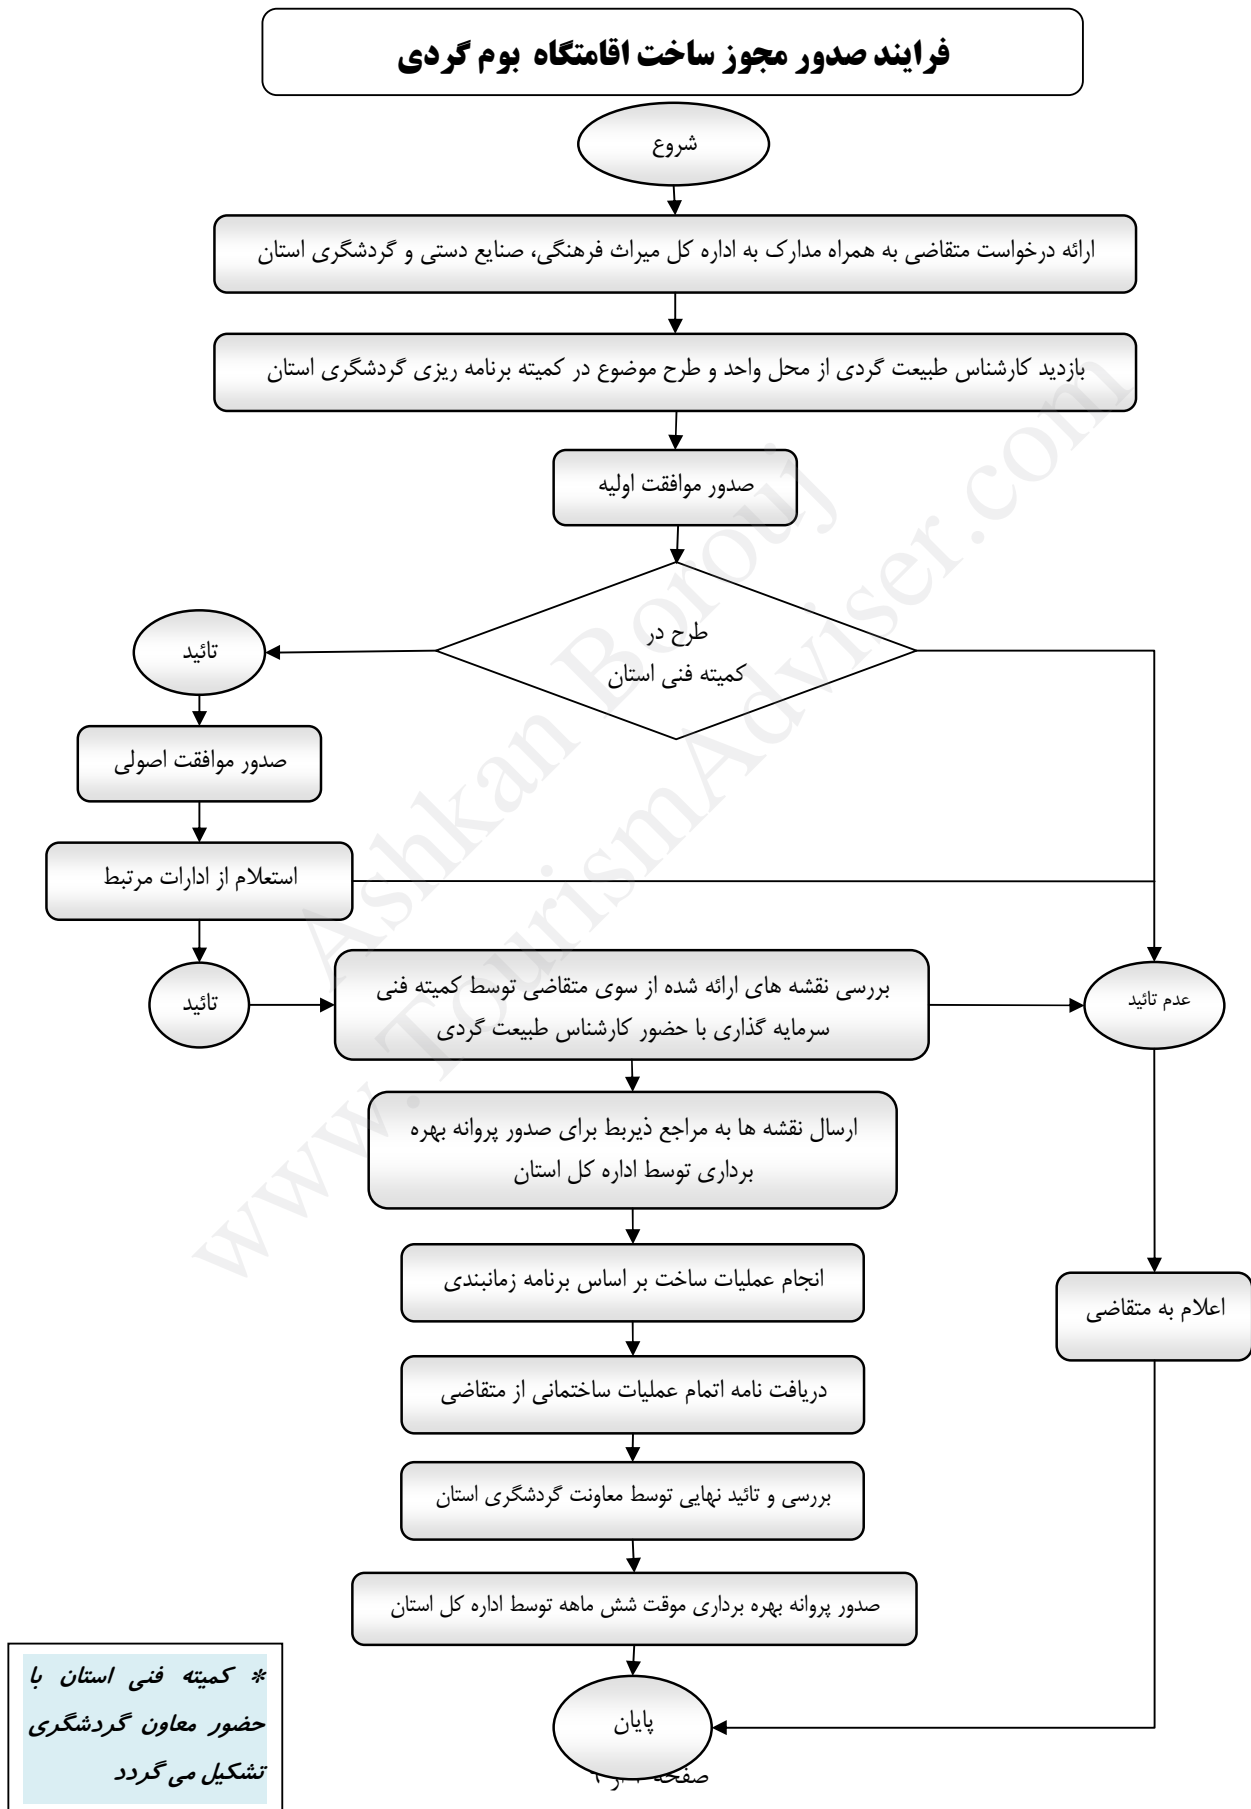 فرایند صدور مجوز ساخت اقامتگاه بوم گردی
شروع
ارائه درخواست متقاضی به همراه مدارک به اداره کل میراث فرهنگی، صنایع دستی و گردشگری استان
بازدید کارشناس طبیعت گردی از محل واحد و طرح موضوع در کمیته برنامه ریزی گردشگری استان
صدور موافقت اولیه
طرح در
کمیته فنی استان
تائید
صدور موافقت اصولی
استعلام از ادارات مرتبط
تائید
بررسی نقشه های ارائه شده از سوی متقاضی توسط کمیته فنی
سرمایه گذاری با حضور کارشناس طبیعت گردی
عدم تائید
ارسال نقشه ها به مراجع ذیربط برای صدور پروانه بهره
برداری توسط اداره کل استان
انجام عملیات ساخت بر اساس برنامه زمانبندی
اعلام به متقاضی
دریافت نامه اتمام عملیات ساختمانی از متقاضی
بررسی و تائید نهایی توسط معاونت گردشگری استان
صدور پروانه بهره برداری موقت شش ماهه توسط اداره کل استان
پایان
* کمیته فنی استان با
حضور معاون گردشگری
تشکیل می گردد
صفحه از
Ashkan Borouj
www.TourismAdviser.com